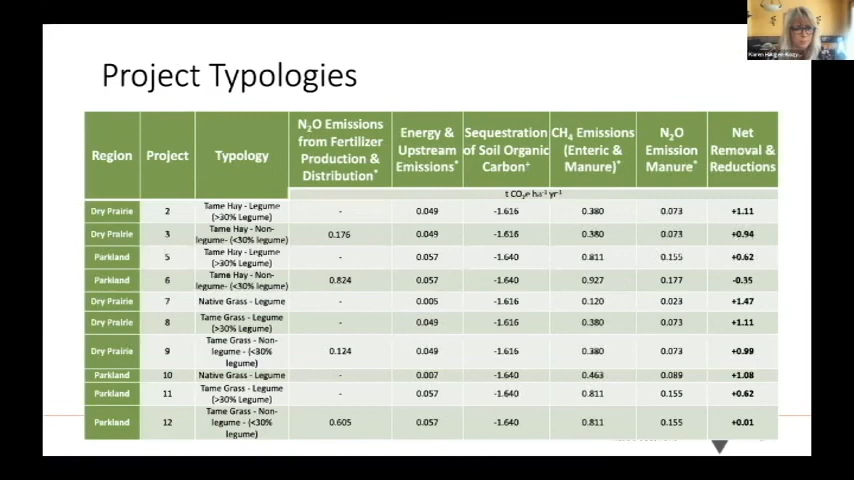 Project Typologies
Region Project Typology N₂O Emissions from Fertilizer Production & Distribution* Energy & Upstream Emissions* Sequestration of Soil Organic Carbon⁺ CH₄ Emissions (Enteric & Manure)* N₂O Emission Manure* Net Removal & Reductions
t CO₂e ha⁻¹ yr⁻¹
Dry Prairie 2 Tame Hay - Legume (>30% Legume) - 0.049 -1.616 0.380 0.073 +1.11
Dry Prairie 3 Tame Hay - Non-legume- (<30% legume) 0.176 0.049 -1.616 0.380 0.073 +0.94
Parkland 5 Tame Hay - Legume (>30% Legume) - 0.057 -1.640 0.811 0.155 +0.62
Parkland 6 Tame Hay - Non-legume- (<30% legume) 0.824 0.057 -1.640 0.927 0.177 -0.35
Dry Prairie 7 Native Grass - Legume - 0.005 -1.616 0.120 0.023 +1.47
Dry Prairie 8 Tame Grass - Legume (>30% Legume) - 0.049 -1.616 0.380 0.073 +1.11
Dry Prairie 9 Tame Grass - Non-legume - (<30% legume) 0.124 0.049 -1.616 0.380 0.073 +0.99
Parkland 10 Native Grass - Legume - 0.007 -1.640 0.463 0.089 +1.08
Parkland 11 Tame Grass - Legume (>30% Legume) - 0.057 -1.640 0.811 0.155 +0.62
Parkland 12 Tame Grass - Non-legume - (<30% legume) 0.605 0.057 -1.640 0.811 0.155 +0.01
Karen